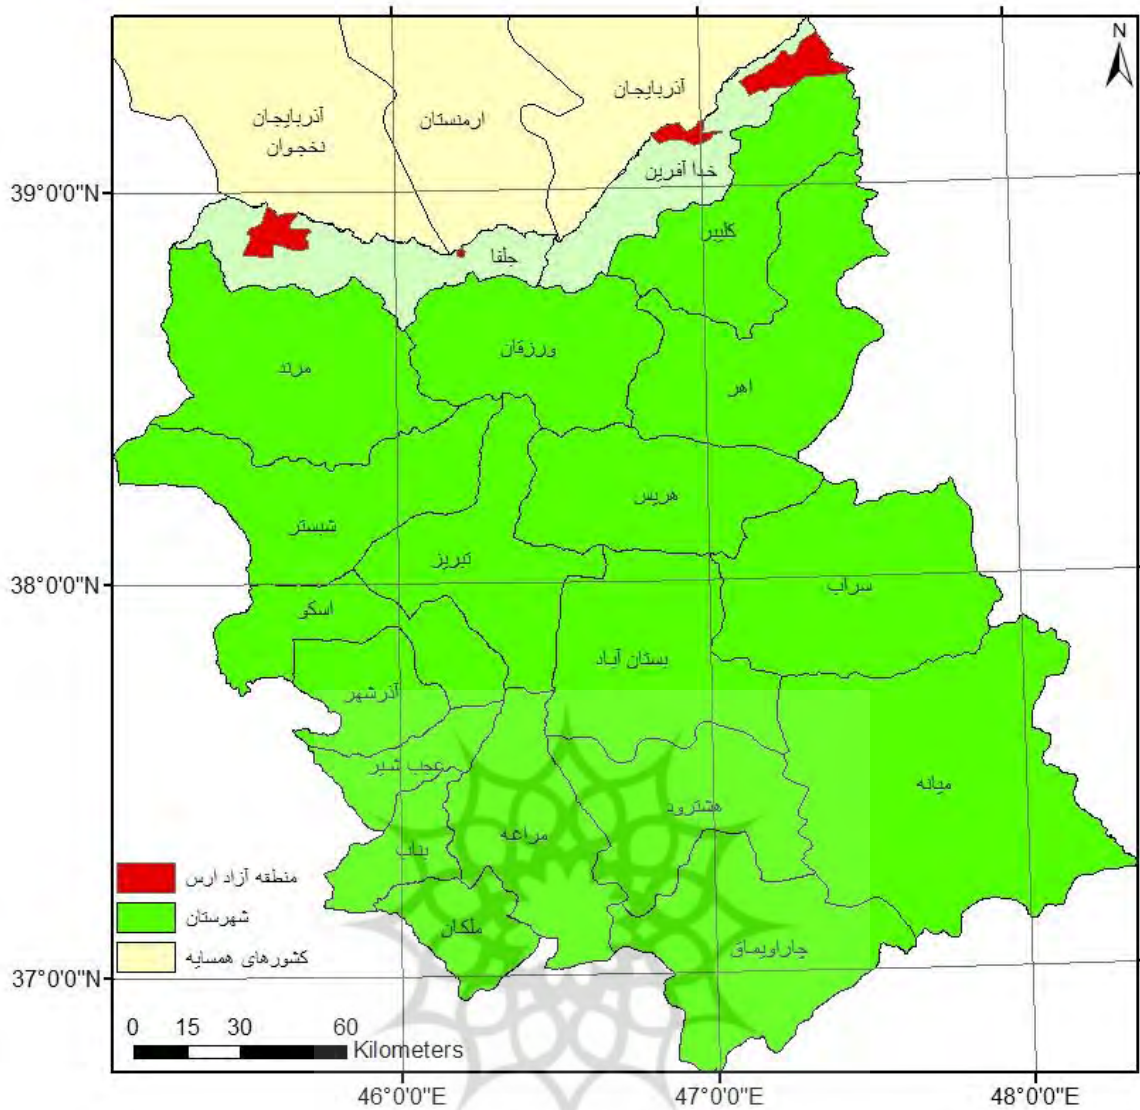 N
آذربایجان
ارمنستان
آذربایجان
نخجوان
39°0'0"N
خدا آفرین
کلیبر
جلفا
ورزقان
مرند
اهر
هریس
شبستر
تبریز
38°0'0"N
سراب
اسکو
بستان آباد
آذرشهر
عجب شیر
میانه
هشترود
مراغه
بناب
منطقه آزاد ارس
شهرستان
ملکان
چاراویماق
کشورهای همسایه
37°0'0"N
0 15 30 60
Kilometers
46°0'0"E 47°0'0"E 48°0'0"E